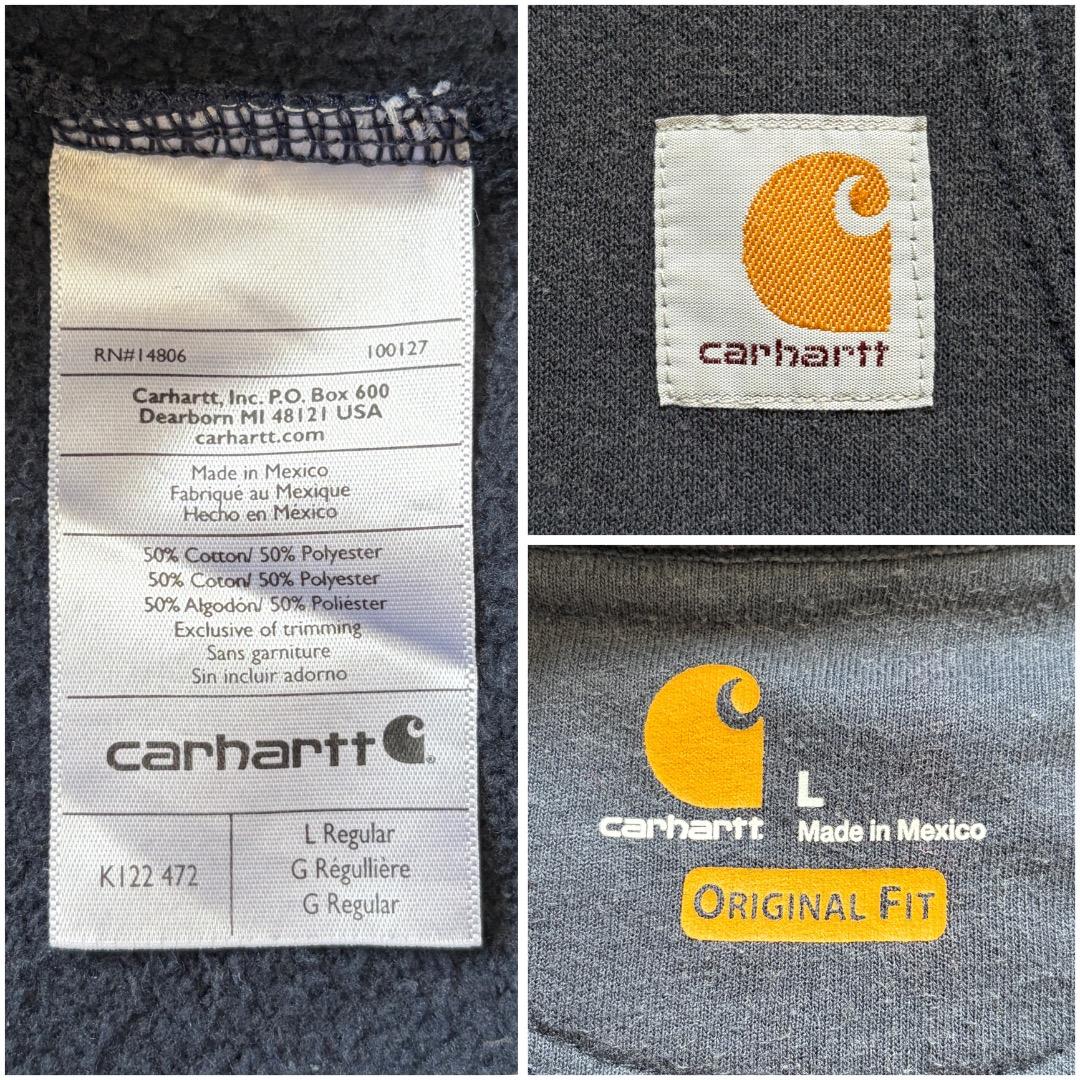 RN#14806 100127
Carhartt, Inc. P.O. Box 600
Dearborn MI 48121 USA
carhartt.com
Made in Mexico
Fabriqué au Mexique
Hecho en México
50% Cotton/ 50% Polyester
50% Coton/ 50% Polyester
50% Algodón/ 50% Poliéster
Exclusive of trimming
Sans garniture
Sin incluir adorno
carhartt
K122 472
L Regular
G Régullière
G Regular
carhartt
carhartt
L
Made in Mexico
ORIGINAL FIT